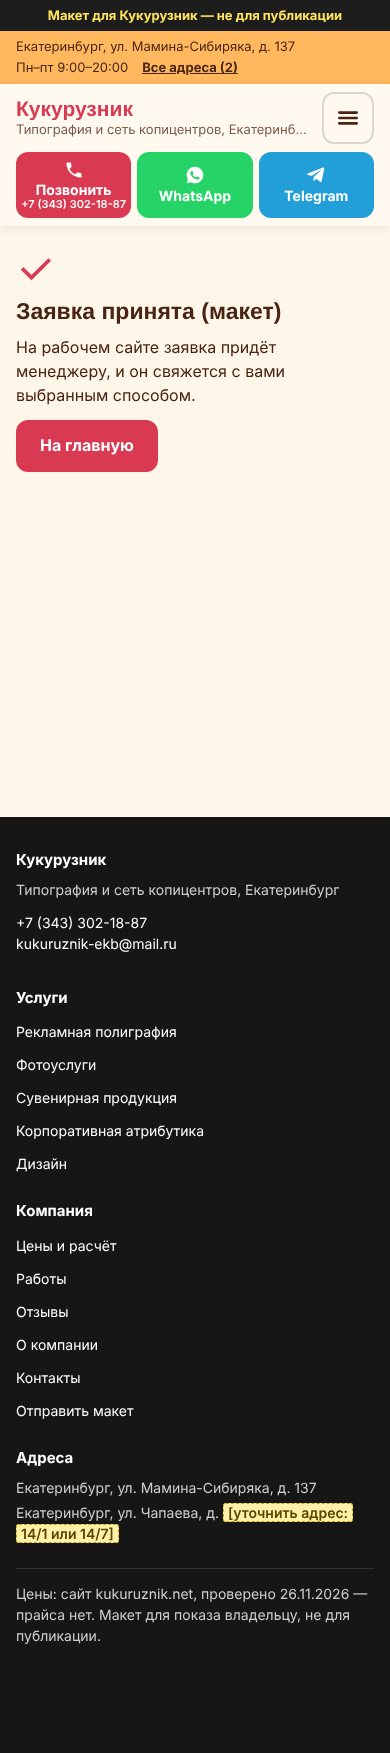 Макет для Кукурузник — не для публикации
Екатеринбург, ул. Мамина-Сибиряка, д. 137
Пн–пт 9:00–20:00 Все адреса (2)
Кукурузник
Типография и сеть копицентров, Екатеринб...
Позвонить
+7 (343) 302-18-87
WhatsApp
Telegram
Заявка принята (макет)
На рабочем сайте заявка придёт
менеджеру, и он свяжется с вами
выбранным способом.
На главную
Кукурузник
Типография и сеть копицентров, Екатеринбург
+7 (343) 302-18-87
kukuruznik-ekb@mail.ru
Услуги
Рекламная полиграфия
Фотоуслуги
Сувенирная продукция
Корпоративная атрибутика
Дизайн
Компания
Цены и расчёт
Работы
Отзывы
О компании
Контакты
Отправить макет
Адреса
Екатеринбург, ул. Мамина-Сибиряка, д. 137
Екатеринбург, ул. Чапаева, д. [уточнить адрес:
14/1 или 14/7]
Цены: сайт kukuruznik.net, проверено 26.11.2026 —
прайса нет. Макет для показа владельцу, не для
публикации.